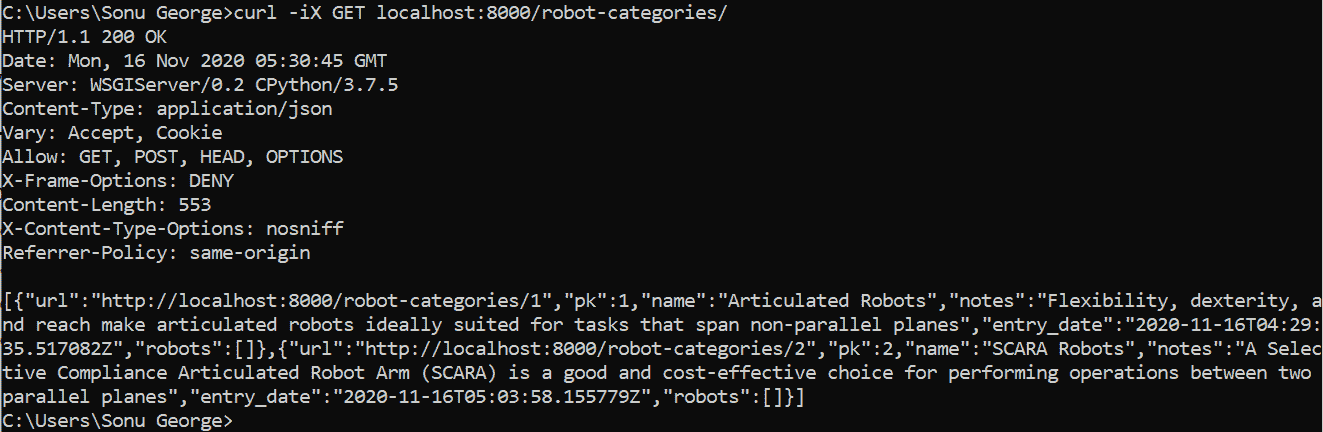 C:\Users\Sonu George>curl -iX GET localhost:8000/robot-categories/
HTTP/1.1 200 OK
Date: Mon, 16 Nov 2020 05:30:45 GMT
Server: WSGIServer/0.2 CPython/3.7.5
Content-Type: application/json
Vary: Accept, Cookie
Allow: GET, POST, HEAD, OPTIONS
X-Frame-Options: DENY
Content-Length: 553
X-Content-Type-Options: nosniff
Referrer-Policy: same-origin

[{"url":"http://localhost:8000/robot-categories/1","pk":1,"name":"Articulated Robots","notes":"Flexibility, dexterity, a
nd reach make articulated robots ideally suited for tasks that span non-parallel planes","entry_date":"2020-11-16T04:29:
35.517082Z","robots":[]},{"url":"http://localhost:8000/robot-categories/2","pk":2,"name":"SCARA Robots","notes":"A Selec
tive Compliance Articulated Robot Arm (SCARA) is a good and cost-effective choice for performing operations between two
parallel planes","entry_date":"2020-11-16T05:03:58.155779Z","robots":[]}]
C:\Users\Sonu George>